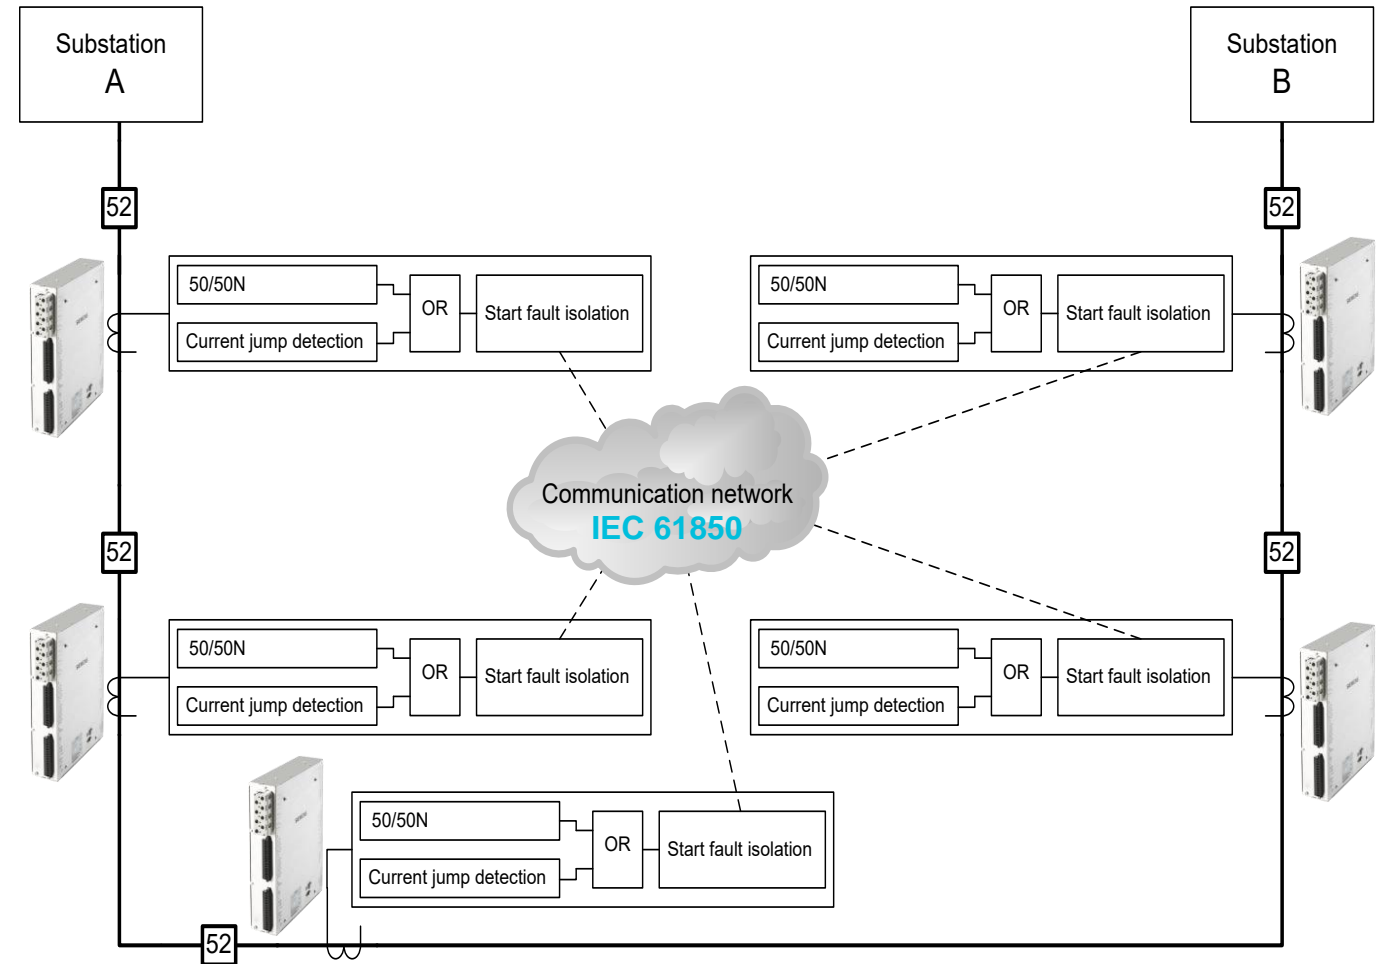 Substation
A
Substation
B
52
52
50/50N
Current jump detection
OR
Start fault isolation
50/50N
Current jump detection
OR
Start fault isolation
Communication network
IEC 61850
52
52
50/50N
Current jump detection
OR
Start fault isolation
50/50N
Current jump detection
OR
Start fault isolation
50/50N
Current jump detection
OR
Start fault isolation
52